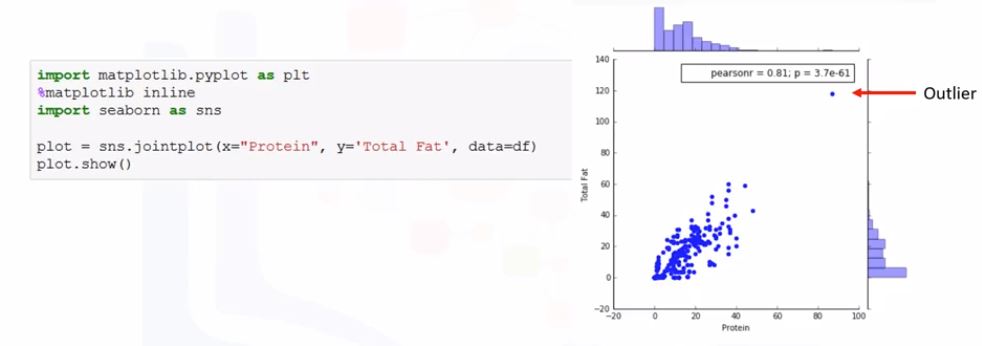 import matplotlib.pyplot as plt
%matplotlib inline
import seaborn as sns
plot = sns.jointplot(x="Protein", y='Total Fat', data=df)
plot.show()
pearsonr = 0.81; p = 3.7e-61
Outlier
140
120
100
80
60
40
20
0
−20
Total Fat
−20 0 20 40 60 80 100
Protein